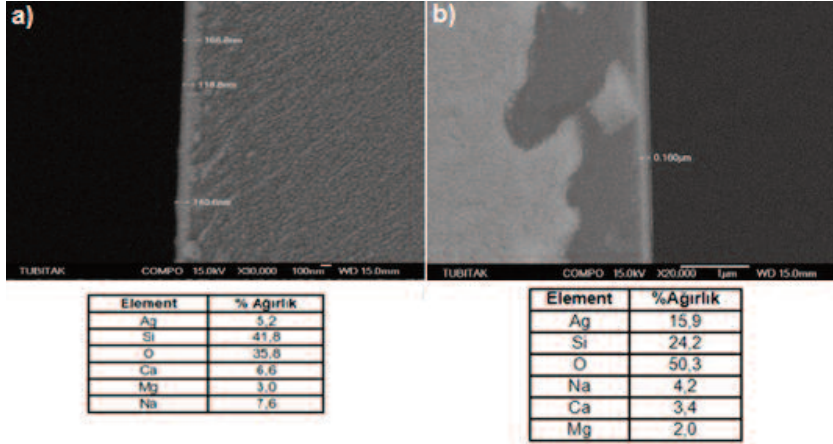 a)
118.8nm
140.6nm
TUBITAK COMPO 15.0kV X30,000 100nm WD 15.0mm
b)
0.160µm
TUBITAK COMPO 15.0kV X20,000 1µm WD 15.0mm
Element % Ağırlık
Ag 5,2
Si 41,8
O 35,8
Ca 6,6
Mg 3,0
Na 7,6
Element %Ağırlık
Ag 15,9
Si 24,2
O 50,3
Na 4,2
Ca 3,4
Mg 2,0